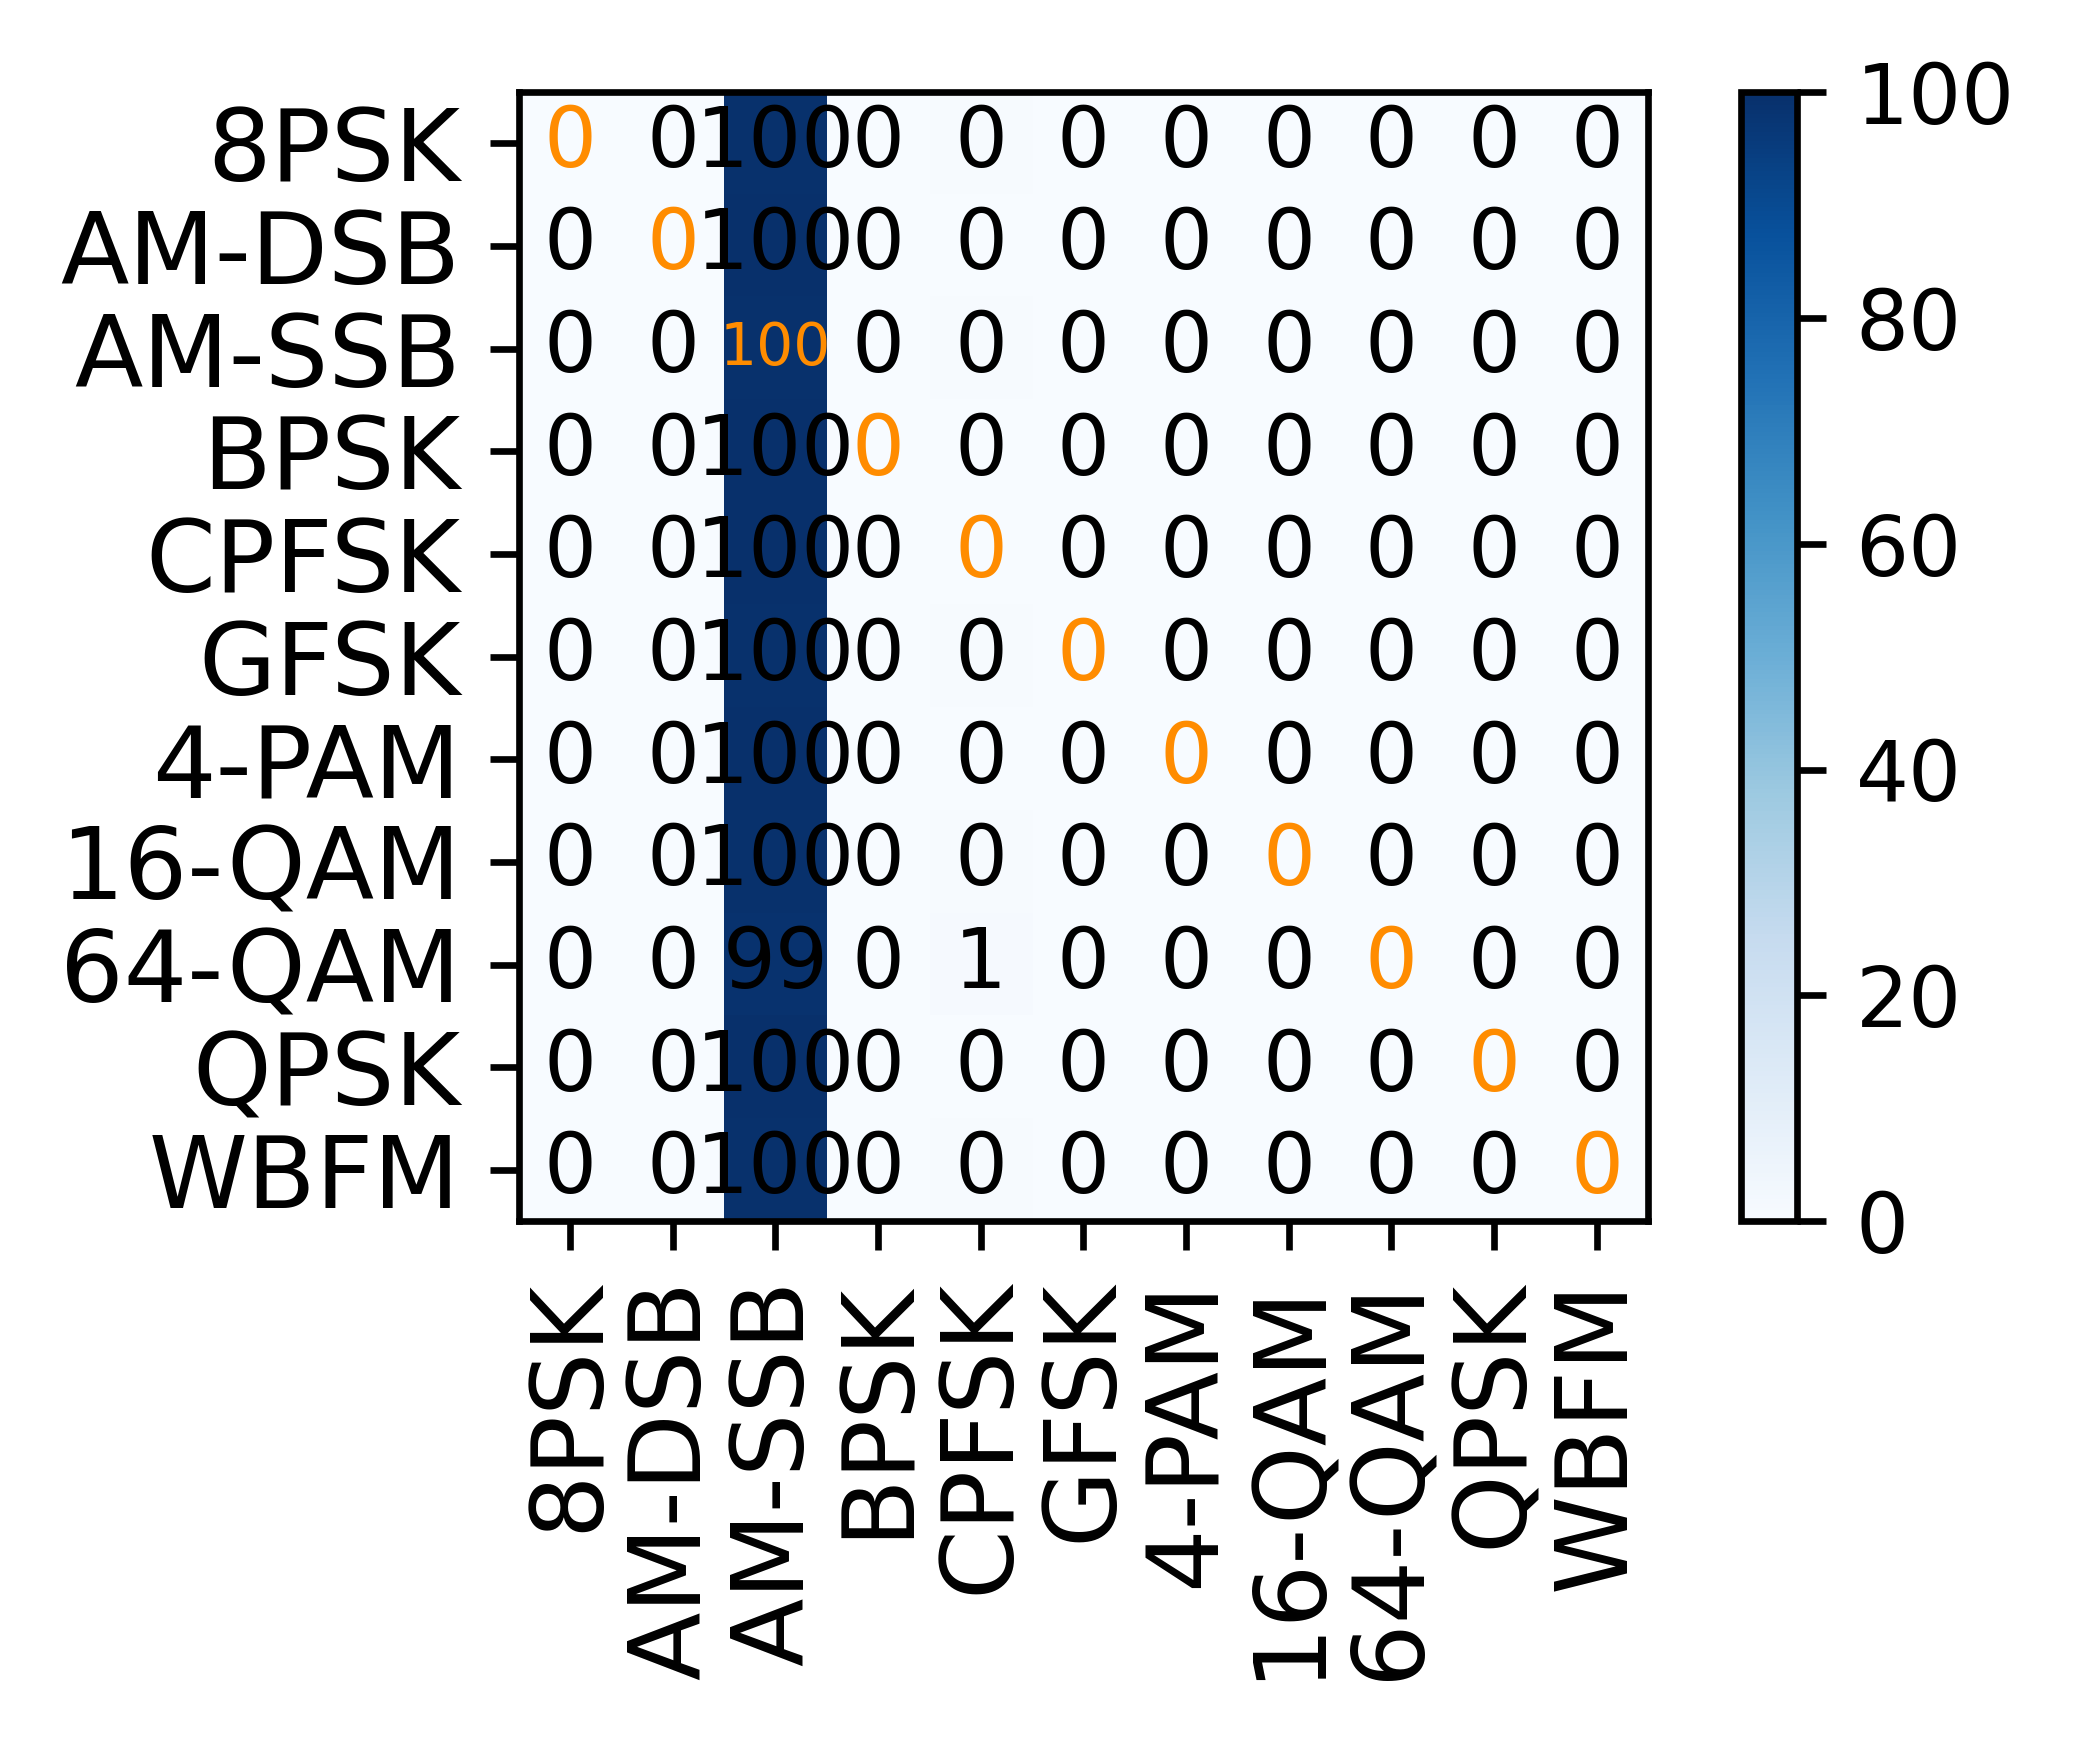 8PSK 0 0 100 0 0 0 0 0 0 0 0
AM-DSB 0 0 100 0 0 0 0 0 0 0 0
AM-SSB 0 0 100 0 0 0 0 0 0 0 0
BPSK 0 0 100 0 0 0 0 0 0 0 0
CPFSK 0 0 100 0 0 0 0 0 0 0 0
GFSK 0 0 100 0 0 0 0 0 0 0 0
4-PAM 0 0 100 0 0 0 0 0 0 0 0
16-QAM 0 0 100 0 0 0 0 0 0 0 0
64-QAM 0 0 99 0 1 0 0 0 0 0 0
QPSK 0 0 100 0 0 0 0 0 0 0 0
WBFM 0 0 100 0 0 0 0 0 0 0 0
8PSK AM-DSB AM-SSB BPSK CPFSK GFSK 4-PAM 16-QAM 64-QAM QPSK WBFM
100
80
60
40
20
0